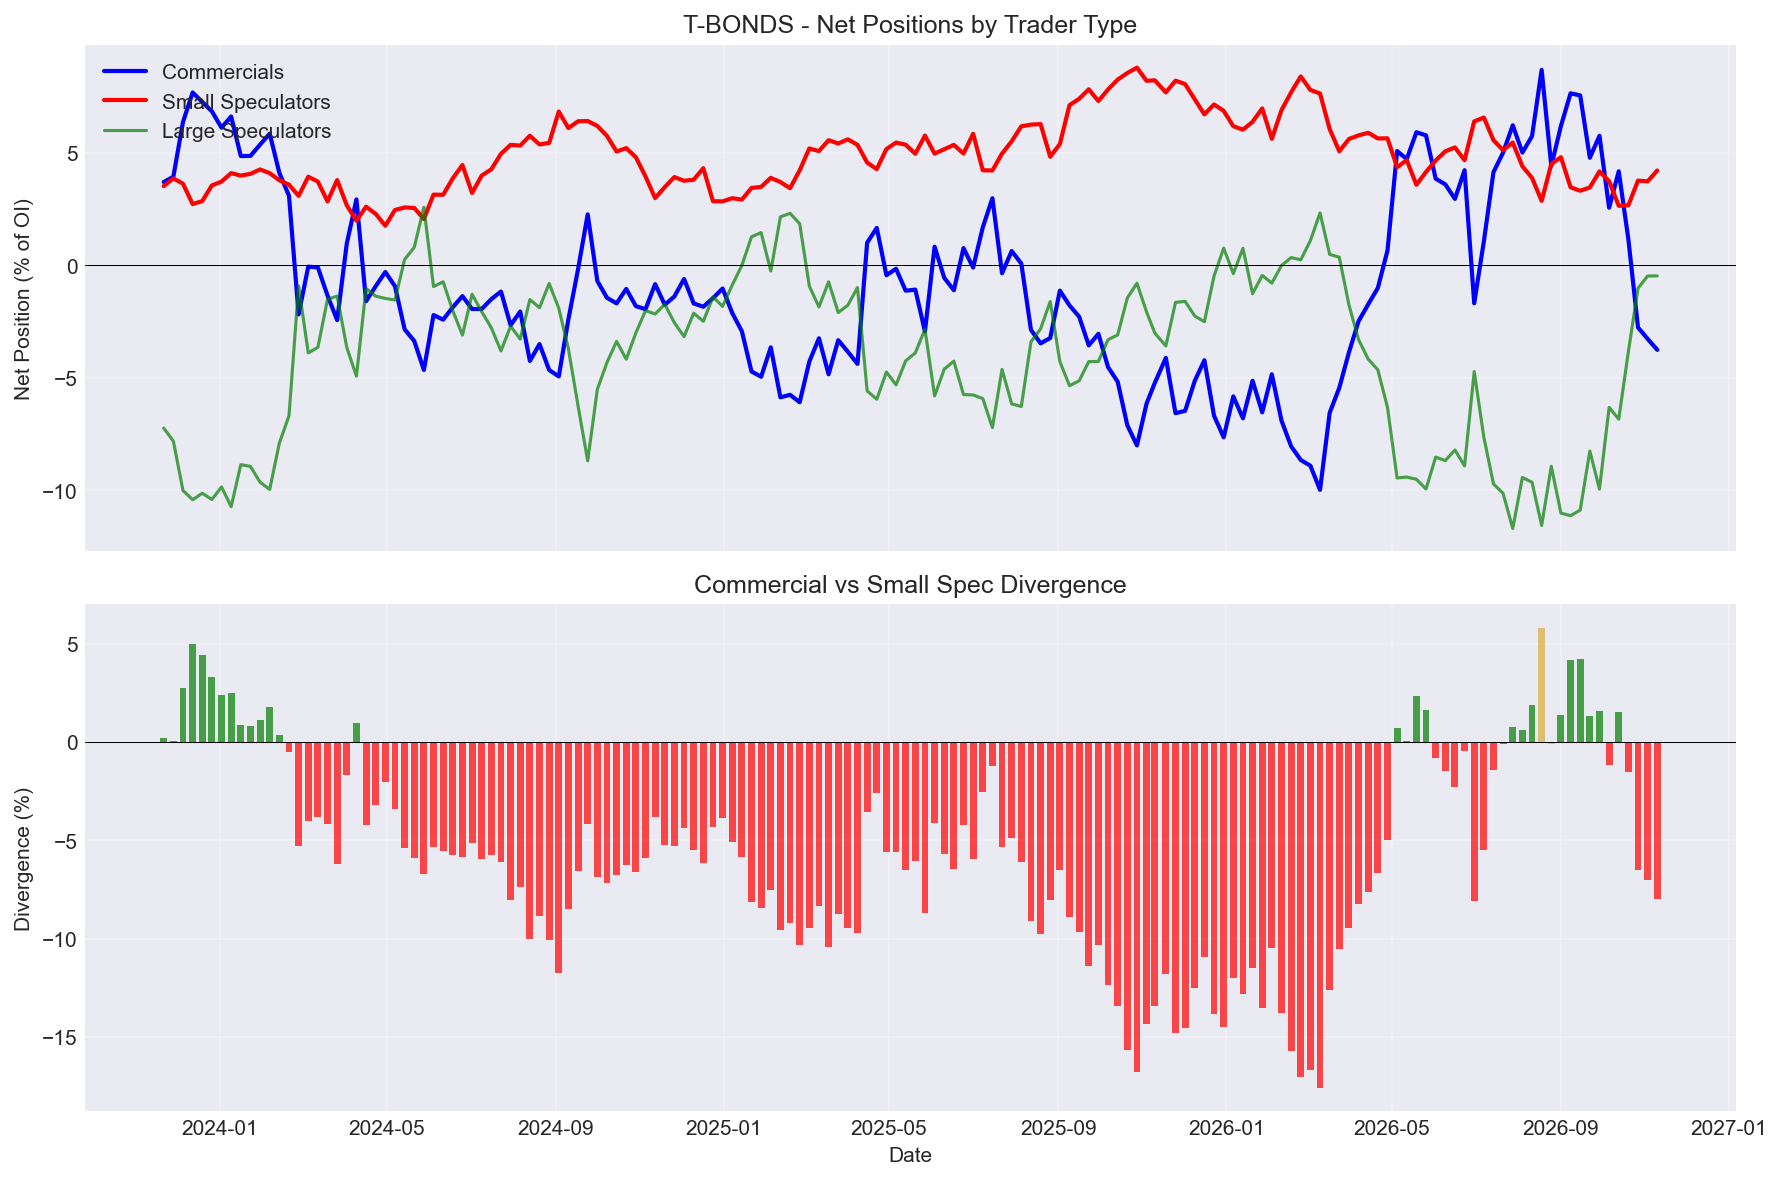 T-BONDS - Net Positions by Trader Type
Commercials
Small Speculators
Large Speculators
Net Position (% of OI)
5
0
−5
−10
Commercial vs Small Spec Divergence
Divergence (%)
5
0
−5
−10
−15
2024-01 2024-05 2024-09 2025-01 2025-05 2025-09 2026-01 2026-05 2026-09 2027-01
Date